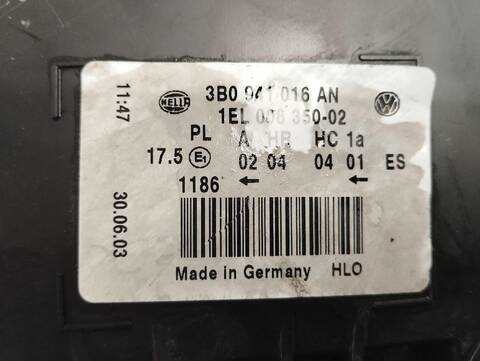 11:47
HELLA 3B0 941 016 AN
1EL 008 350-02
PL A HR HC 1a
17.5 E1 02 04 04 01 ES
1186 ← ←
30.06.03
Made in Germany HLO